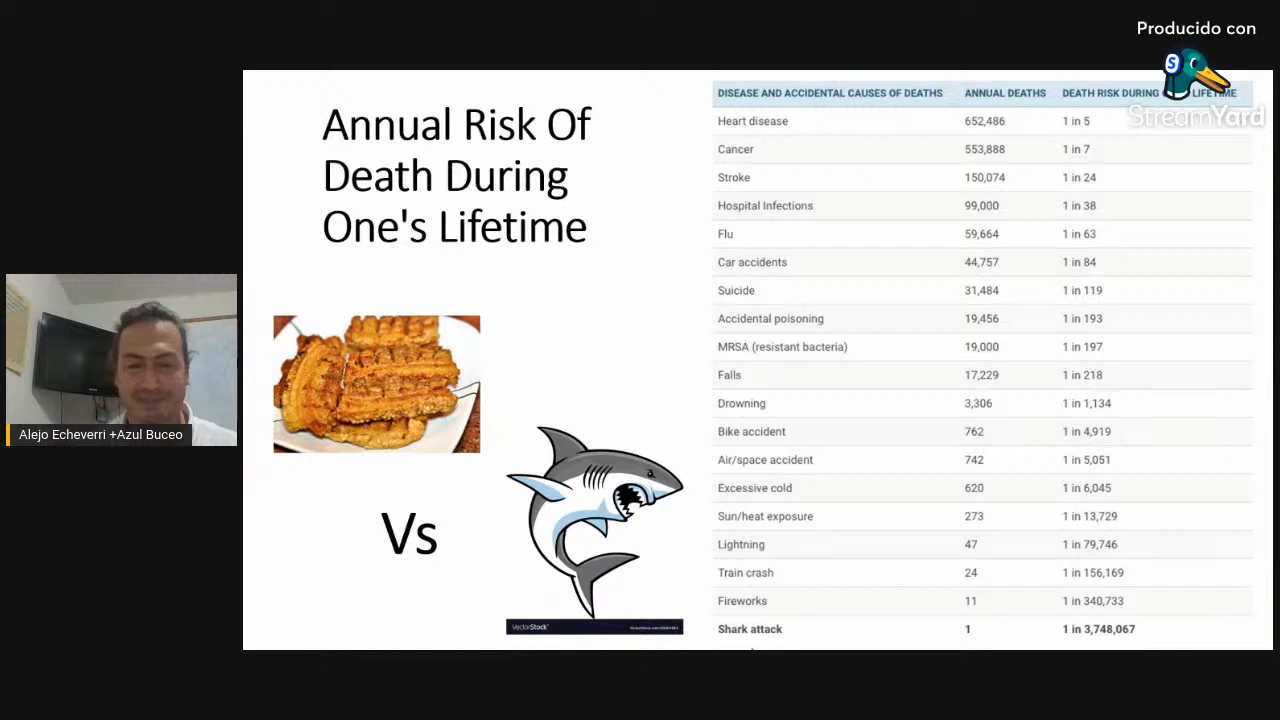 Producido con
StreamYard
Annual Risk Of
Death During
One's Lifetime
Vs
VectorStock
Alejo Echeverri +Azul Buceo
DISEASE AND ACCIDENTAL CAUSES OF DEATHS ANNUAL DEATHS DEATH RISK DURING LIFETIME
Heart disease 652,486 1 in 5
Cancer 553,888 1 in 7
Stroke 150,074 1 in 24
Hospital Infections 99,000 1 in 38
Flu 59,664 1 in 63
Car accidents 44,757 1 in 84
Suicide 31,484 1 in 119
Accidental poisoning 19,456 1 in 193
MRSA (resistant bacteria) 19,000 1 in 197
Falls 17,229 1 in 218
Drowning 3,306 1 in 1,134
Bike accident 762 1 in 4,919
Air/space accident 742 1 in 5,051
Excessive cold 620 1 in 6,045
Sun/heat exposure 273 1 in 13,729
Lightning 47 1 in 79,746
Train crash 24 1 in 156,169
Fireworks 11 1 in 340,733
Shark attack 1 1 in 3,748,067